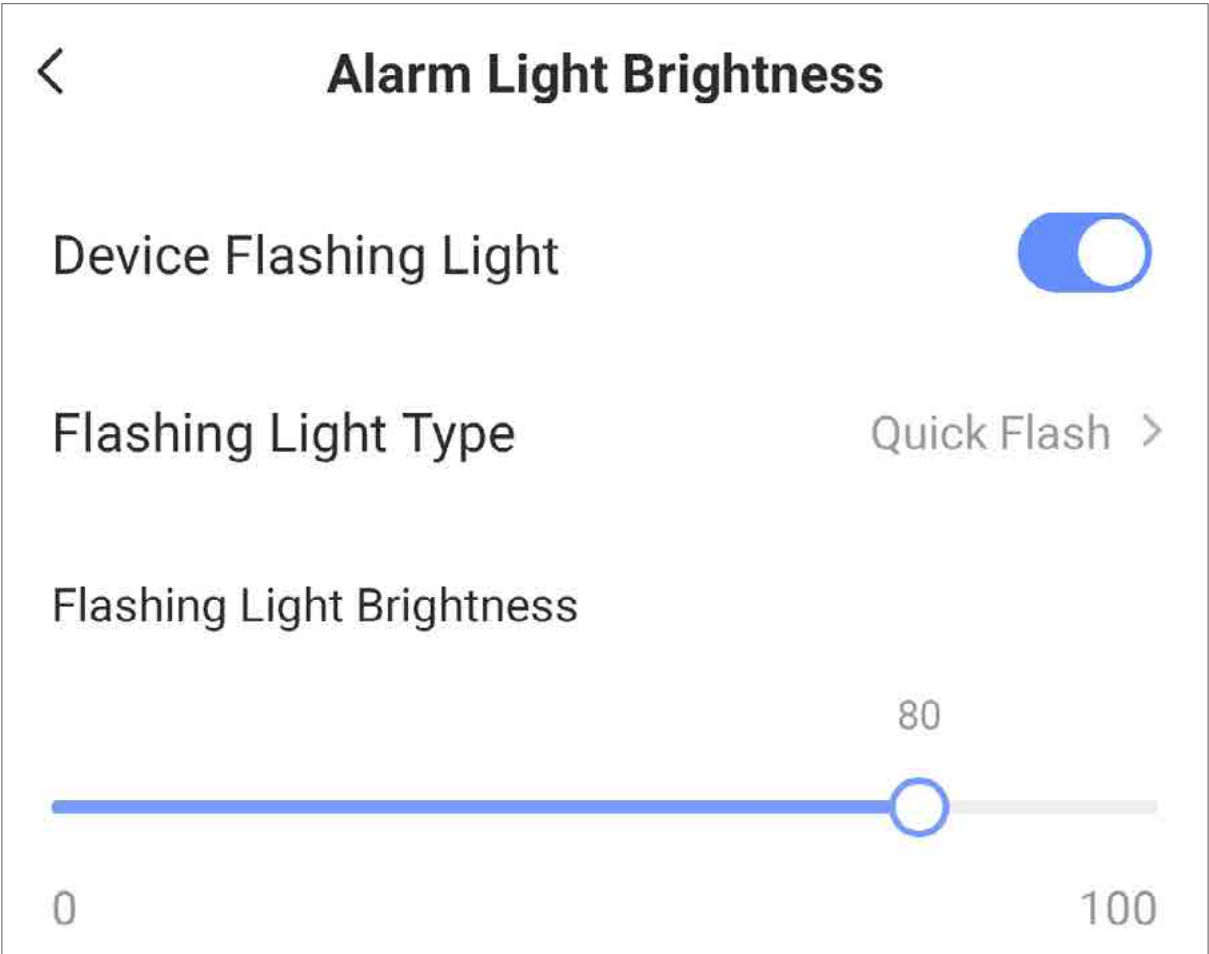 Alarm Light Brightness
Device Flashing Light
Flashing Light Type Quick Flash
Flashing Light Brightness
80
0 100